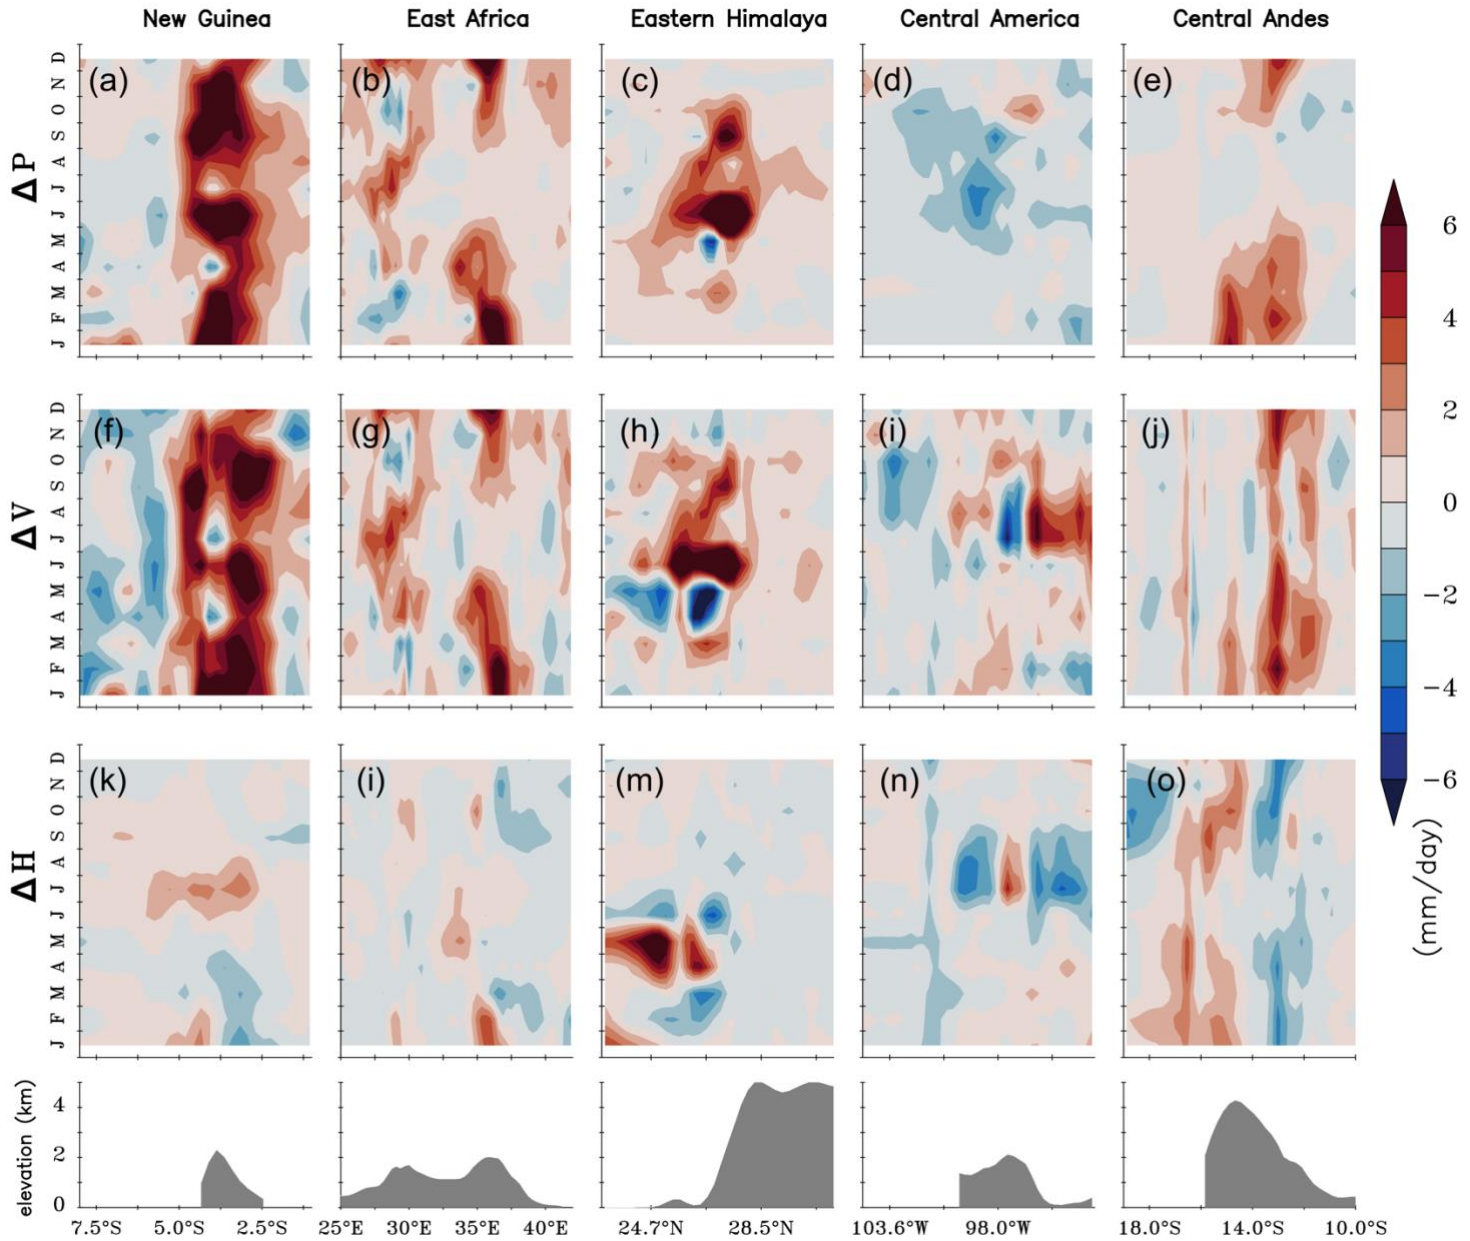 New Guinea East Africa Eastern Himalaya Central America Central Andes
ΔP
D
N
O
S
A
J
J
M
A
M
F
J
(a) (b) (c) (d) (e)
ΔV
D
N
O
S
A
J
J
M
A
M
F
J
(f) (g) (h) (i) (j)
ΔH
D
N
O
S
A
J
J
M
A
M
F
J
(k) (i) (m) (n) (o)
6
4
2
0
−2
−4
−6
(mm/day)
elevation (km)
4
2
0
7.5°S 5.0°S 2.5°S 25°E 30°E 35°E 40°E 24.7°N 28.5°N 103.6°W 98.0°W 18.0°S 14.0°S 10.0°S